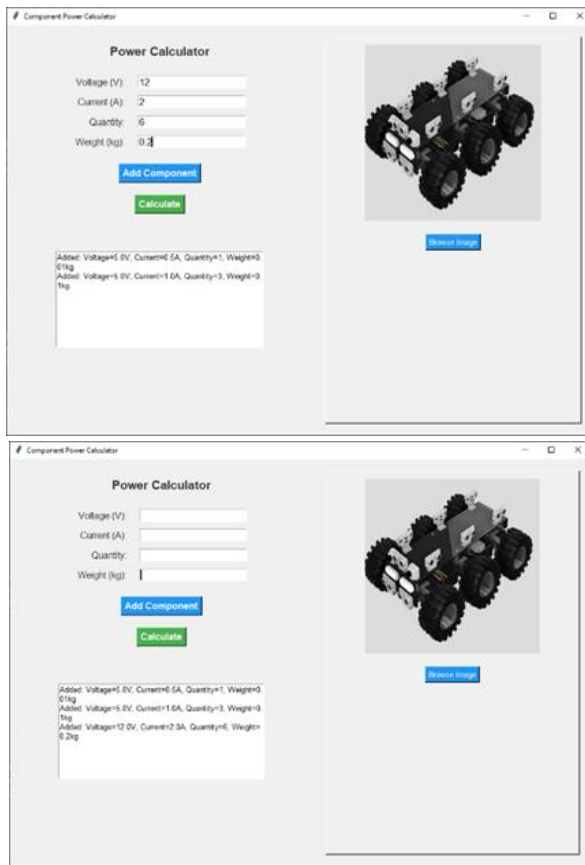 Component Power Calculator
Power Calculator
Voltage (V): 12
Current (A): 2
Quantity: 6
Weight (kg): 0.2
Add Component
Calculate
Browse Image
Added: Voltage=5.0V, Current=0.5A, Quantity=1, Weight=0.
01kg
Added: Voltage=5.0V, Current=1.0A, Quantity=3, Weight=0.
1kg
Component Power Calculator
Power Calculator
Voltage (V):
Current (A):
Quantity:
Weight (kg):
Add Component
Calculate
Browse Image
Added: Voltage=5.0V, Current=0.5A, Quantity=1, Weight=0.
01kg
Added: Voltage=5.0V, Current=1.0A, Quantity=3, Weight=0.
1kg
Added: Voltage=12.0V, Current=2.0A, Quantity=6, Weight=
0.2kg